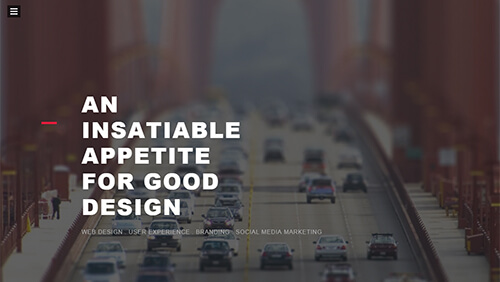 AN
INSATIABLE
APPETITE
FOR GOOD
DESIGN
WEB DESIGN . USER EXPERIENCE . BRANDING . SOCIAL MEDIA MARKETING